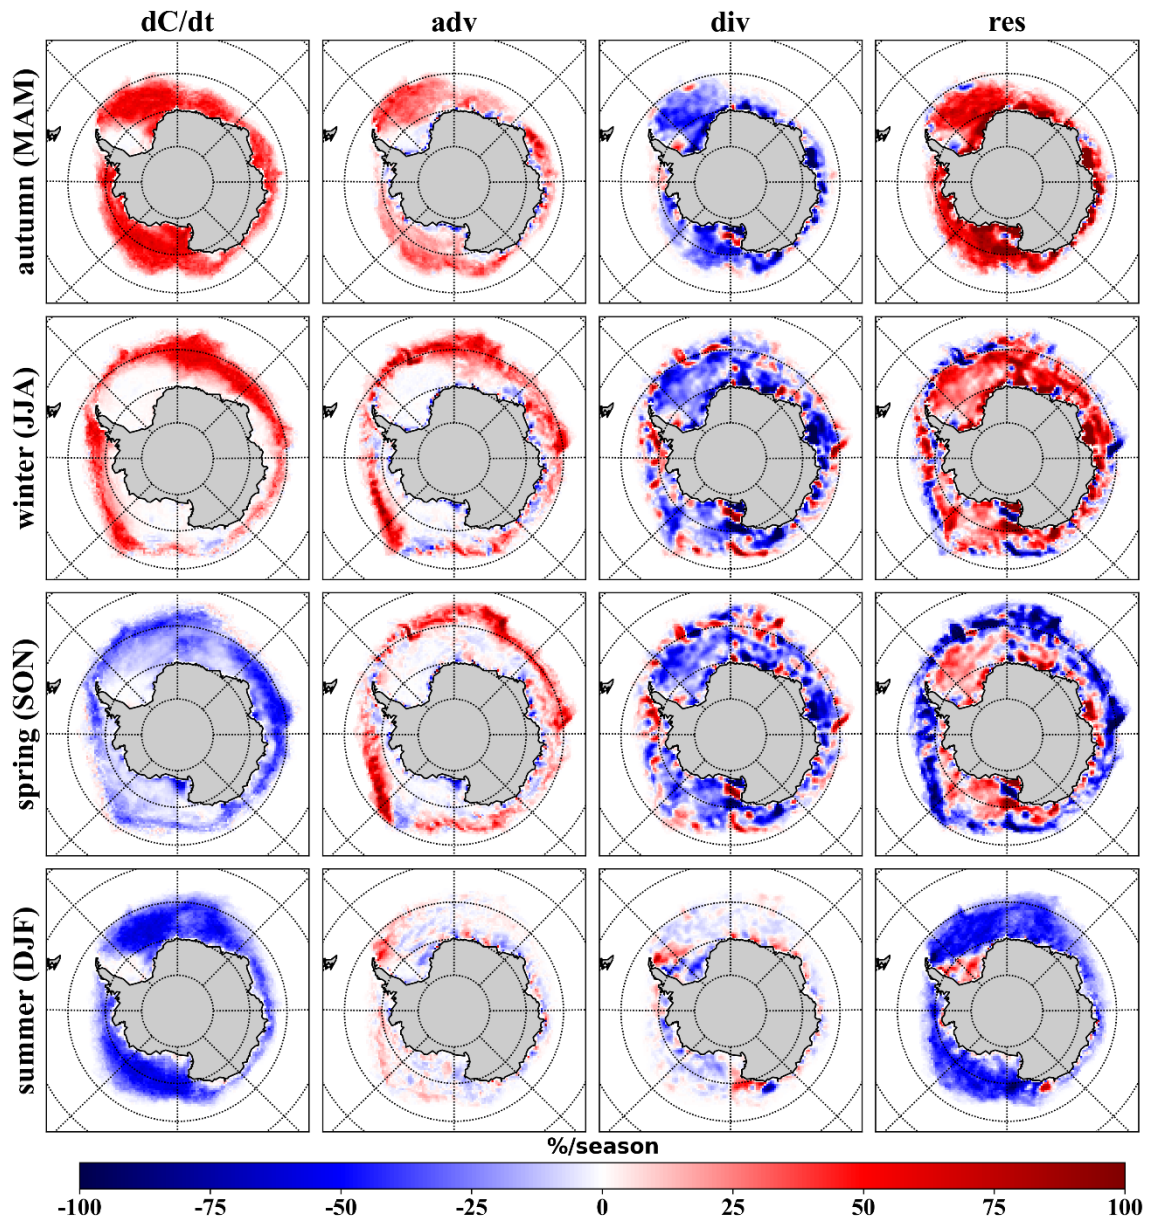 dC/dt adv div res
autumn (MAM)
winter (JJA)
spring (SON)
summer (DJF)
%/season
-100 -75 -50 -25 0 25 50 75 100